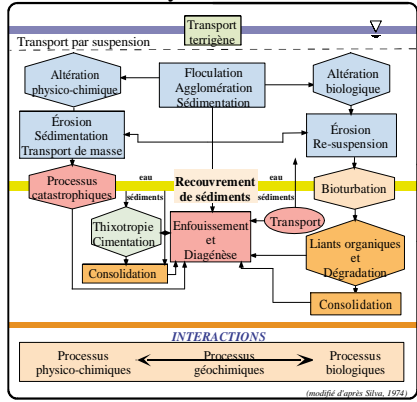 Transport
terrigène
Transport par suspension
Altération
physico-chimique
Floculation
Agglomération
Sédimentation
Altération
biologique
Érosion
Sédimentation
Transport de masse
Érosion
Re-suspension
Processus
catastrophiques
eau
sédiments
Recouvrement
de sédiments
eau
sédiments
Bioturbation
Thixotropie
Cimentation
Enfouissement
et
Diagénèse
Transport
Liants organiques
et
Dégradation
Consolidation
Consolidation
INTERACTIONS
Processus
physico-chimiques
Processus
géochimiques
Processus
biologiques
(modifié d'après Silva, 1974)